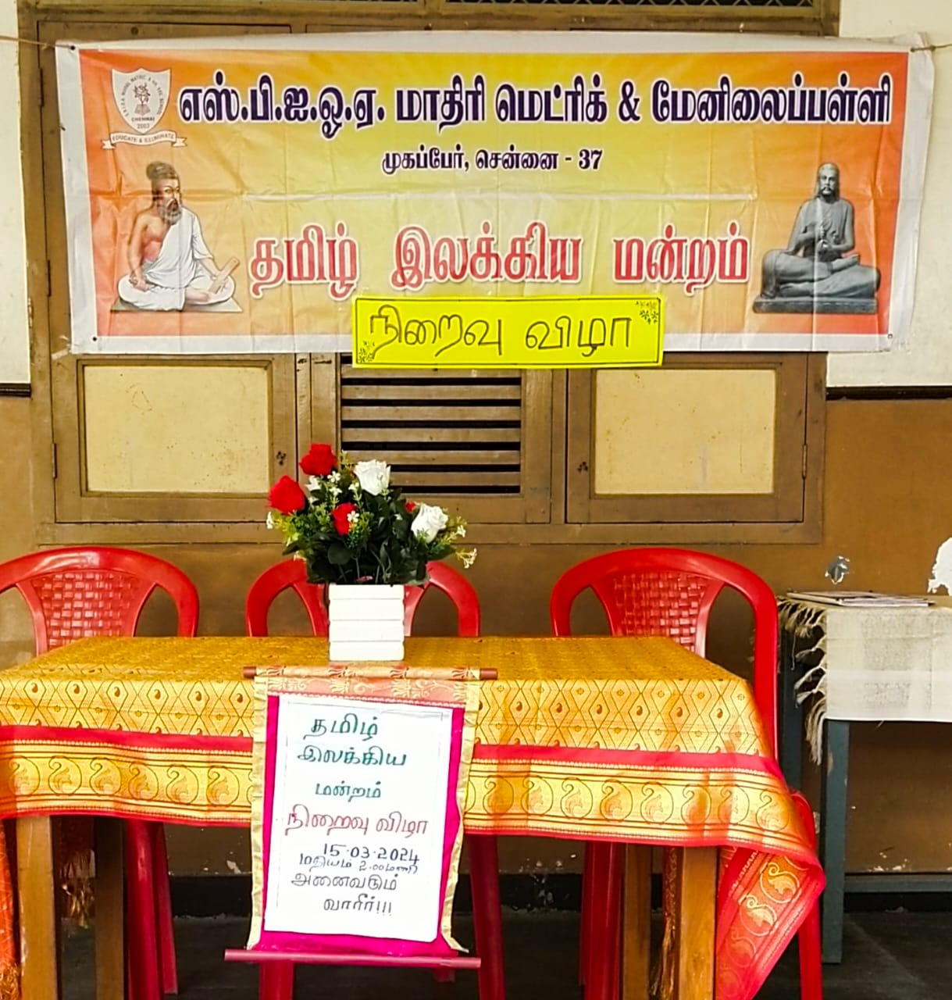 எஸ்.பி.ஐ.ஓ.ஏ. மாதிரி மெட்ரிக் & மேனிலைப்பள்ளி
CHENNAI
2003
EDUCATE & ILLUMINATE
முகப்பேர், சென்னை - 37
தமிழ் இலக்கிய மன்றம்
நிறைவு விழா
தமிழ்
இலக்கிய
மன்றம்
நிறைவு விழா
15-03-2024
மதியம் 2.00மணி
அனைவரும்
வாரீர்!!!